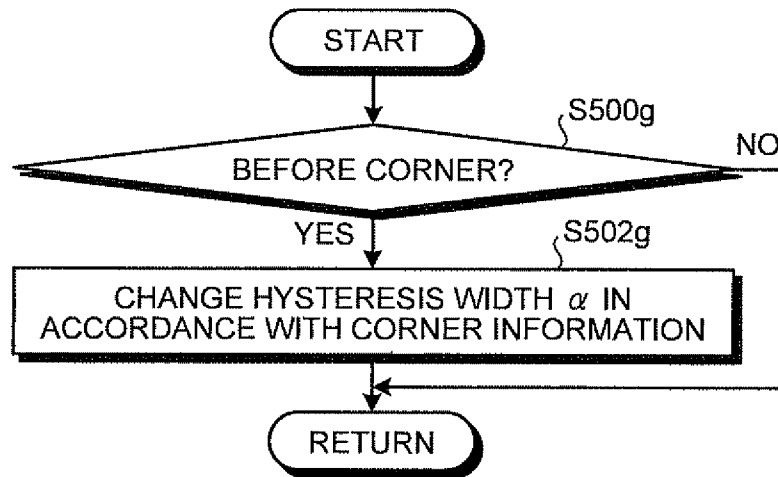 START
S500g
NO
BEFORE CORNER?
YES
S502g
CHANGE HYSTERESIS WIDTH α IN
ACCORDANCE WITH CORNER INFORMATION
RETURN